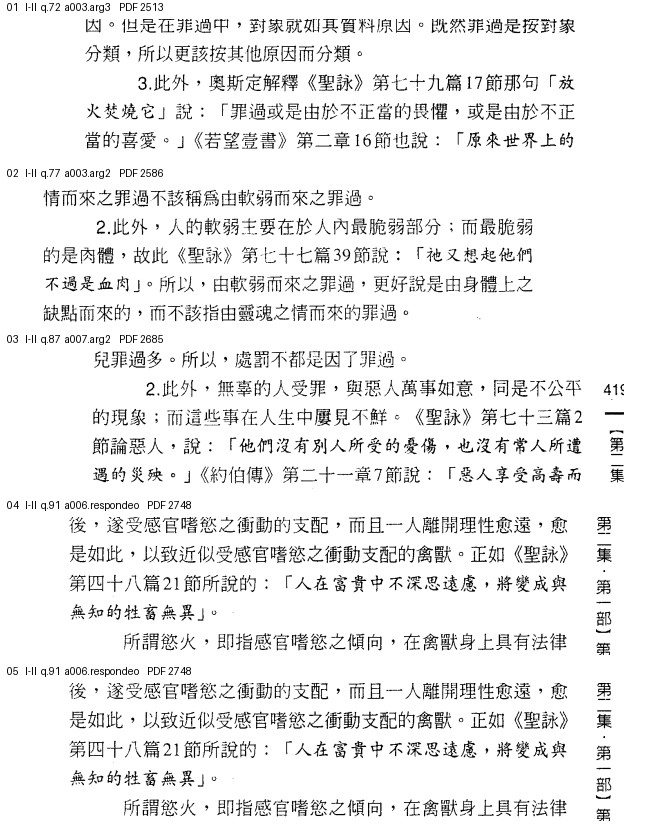 01 I-II q.72 a003.arg3 PDF 2513
因。但是在罪過中，對象就如其質料原因。既然罪過是按對象
分類，所以更該按其他原因而分類。
3.此外，奧斯定解釋《聖詠》第七十九篇17節那句「放
火焚燒它」說：「罪過或是由於不正當的畏懼，或是由於不正
當的喜愛。」《若望壹書》第二章16節也說：「原來世界上的
02 I-II q.77 a003.arg2 PDF 2586
情而來之罪過不該稱為由軟弱而來之罪過。
2.此外，人的軟弱主要在於人內最脆弱部分；而最脆弱
的是肉體，故此《聖詠》第七十七篇39節說：「祂又想起他們
不過是血肉」。所以，由軟弱而來之罪過，更好說是由身體上之
缺點而來的，而不該指由靈魂之情而來的罪過。
03 I-II q.87 a007.arg2 PDF 2685
兒罪過多。所以，處罰不都是因了罪過。
2.此外，無辜的人受罪，與惡人萬事如意，同是不公平
的現象；而這些事在人生中屢見不鮮。《聖詠》第七十三篇2
節論惡人，說：「他們沒有別人所受的憂傷，也沒有常人所遭
遇的災殃。」《約伯傳》第二十一章7節說：「惡人享受高壽而
419
【第二集
04 I-II q.91 a006.respondeo PDF 2748
後，遂受感官嗜慾之衝動的支配，而且一人離開理性愈遠，愈
是如此，以致近似受感官嗜慾之衝動支配的禽獸。正如《聖詠》
第四十八篇21節所說的：「人在富貴中不深思遠慮，將變成與
無知的牲畜無異」。
所謂慾火，即指感官嗜慾之傾向，在禽獸身上具有法律
第二集．第一部】第
05 I-II q.91 a006.respondeo PDF 2748
後，遂受感官嗜慾之衝動的支配，而且一人離開理性愈遠，愈
是如此，以致近似受感官嗜慾之衝動支配的禽獸。正如《聖詠》
第四十八篇21節所說的：「人在富貴中不深思遠慮，將變成與
無知的牲畜無異」。
所謂慾火，即指感官嗜慾之傾向，在禽獸身上具有法律
第二集．第一部】第